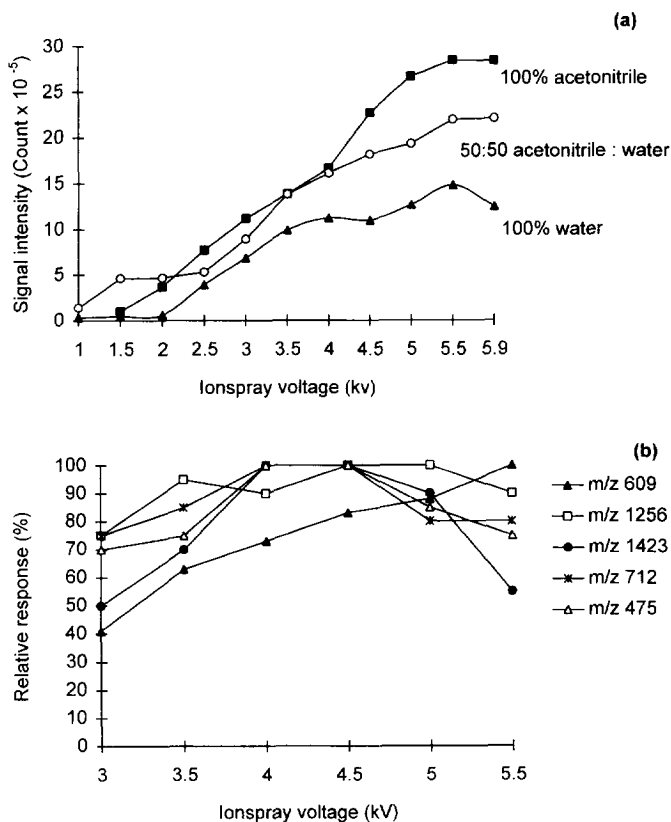 (a)
Signal intensity (Count x 10⁻⁵)
30
25
20
15
10
5
0
100% acetonitrile
50:50 acetonitrile : water
100% water
1 1.5 2 2.5 3 3.5 4 4.5 5 5.5 5.9
Ionspray voltage (kv)
(b)
Relative response (%)
100
90
80
70
60
50
40
30
20
10
0
m/z 609
m/z 1256
m/z 1423
m/z 712
m/z 475
3 3.5 4 4.5 5 5.5
Ionspray voltage (kV)